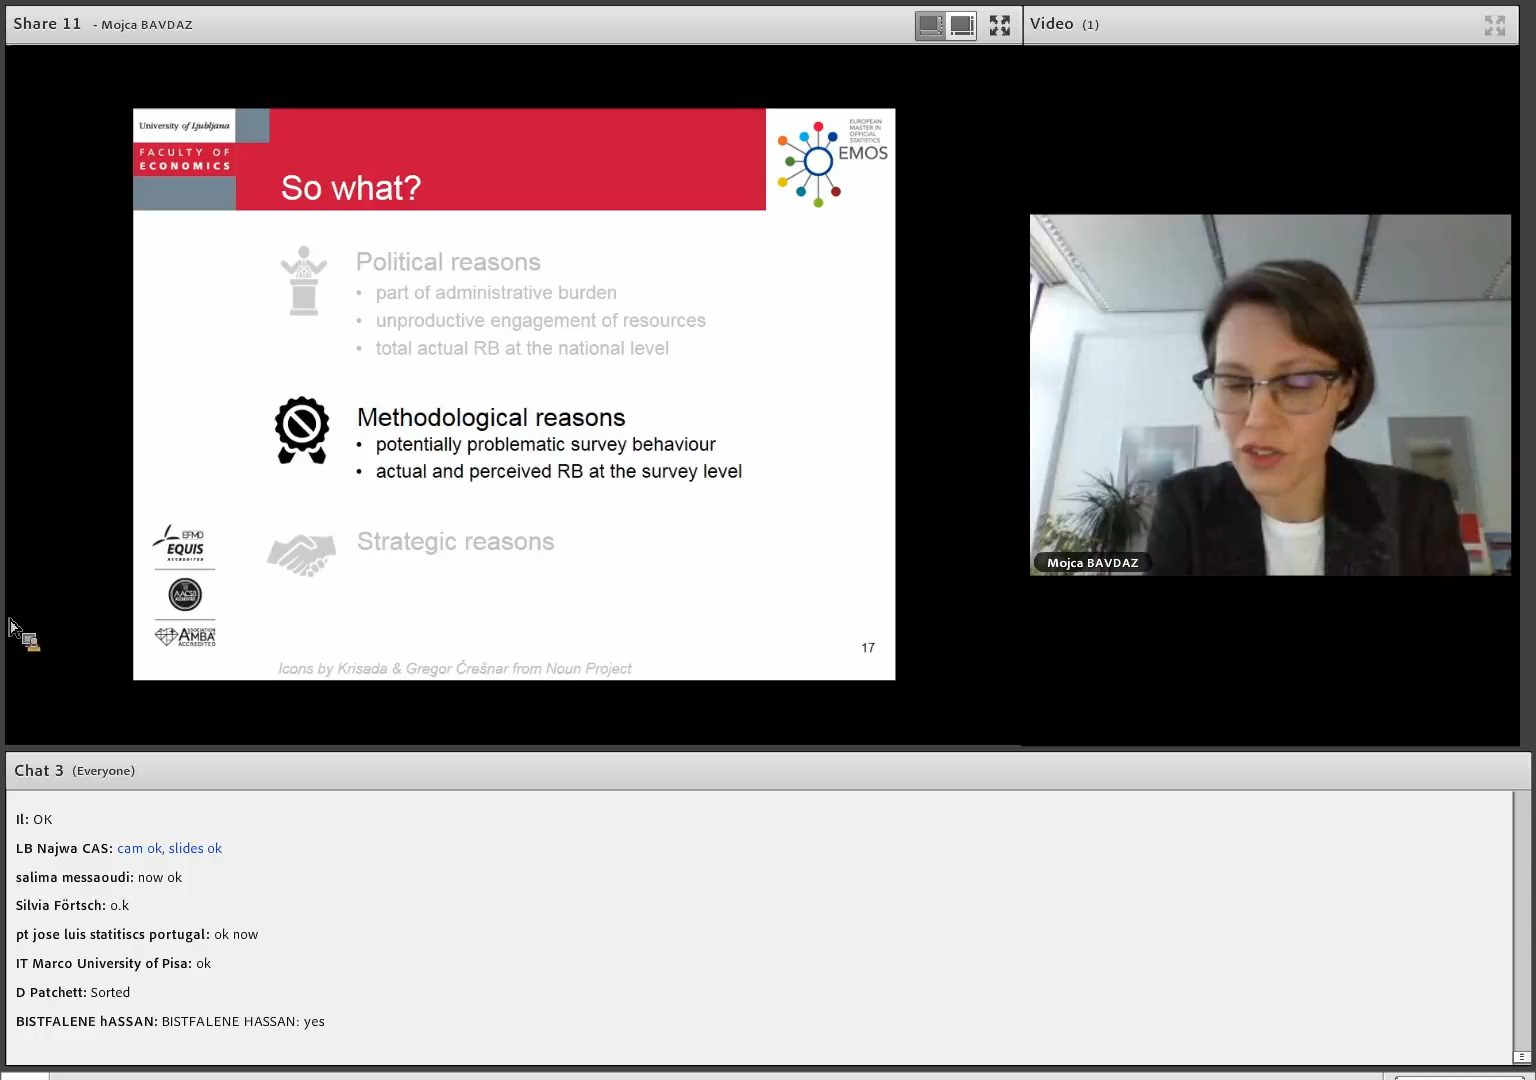 Share 11 - Mojca BAVDAZ
Video (1)
University of Ljubljana
FACULTY OF
ECONOMICS
So what?
EUROPEAN
MASTER IN
OFFICIAL
STATISTICS
EMOS
Political reasons
• part of administrative burden
• unproductive engagement of resources
• total actual RB at the national level
Methodological reasons
• potentially problematic survey behaviour
• actual and perceived RB at the survey level
Strategic reasons
EFMD
EQUIS
ACCREDITED
AACSB
ACCREDITED
ASSOCIATION
AMBA
ACCREDITED
17
Icons by Krisada & Gregor Črešnar from Noun Project
Mojca BAVDAZ
Chat 3 (Everyone)
Il: OK
LB Najwa CAS: cam ok, slides ok
salima messaoudi: now ok
Silvia Förtsch: o.k
pt jose luis statitiscs portugal: ok now
IT Marco University of Pisa: ok
D Patchett: Sorted
BISTFALENE hASSAN: BISTFALENE HASSAN: yes